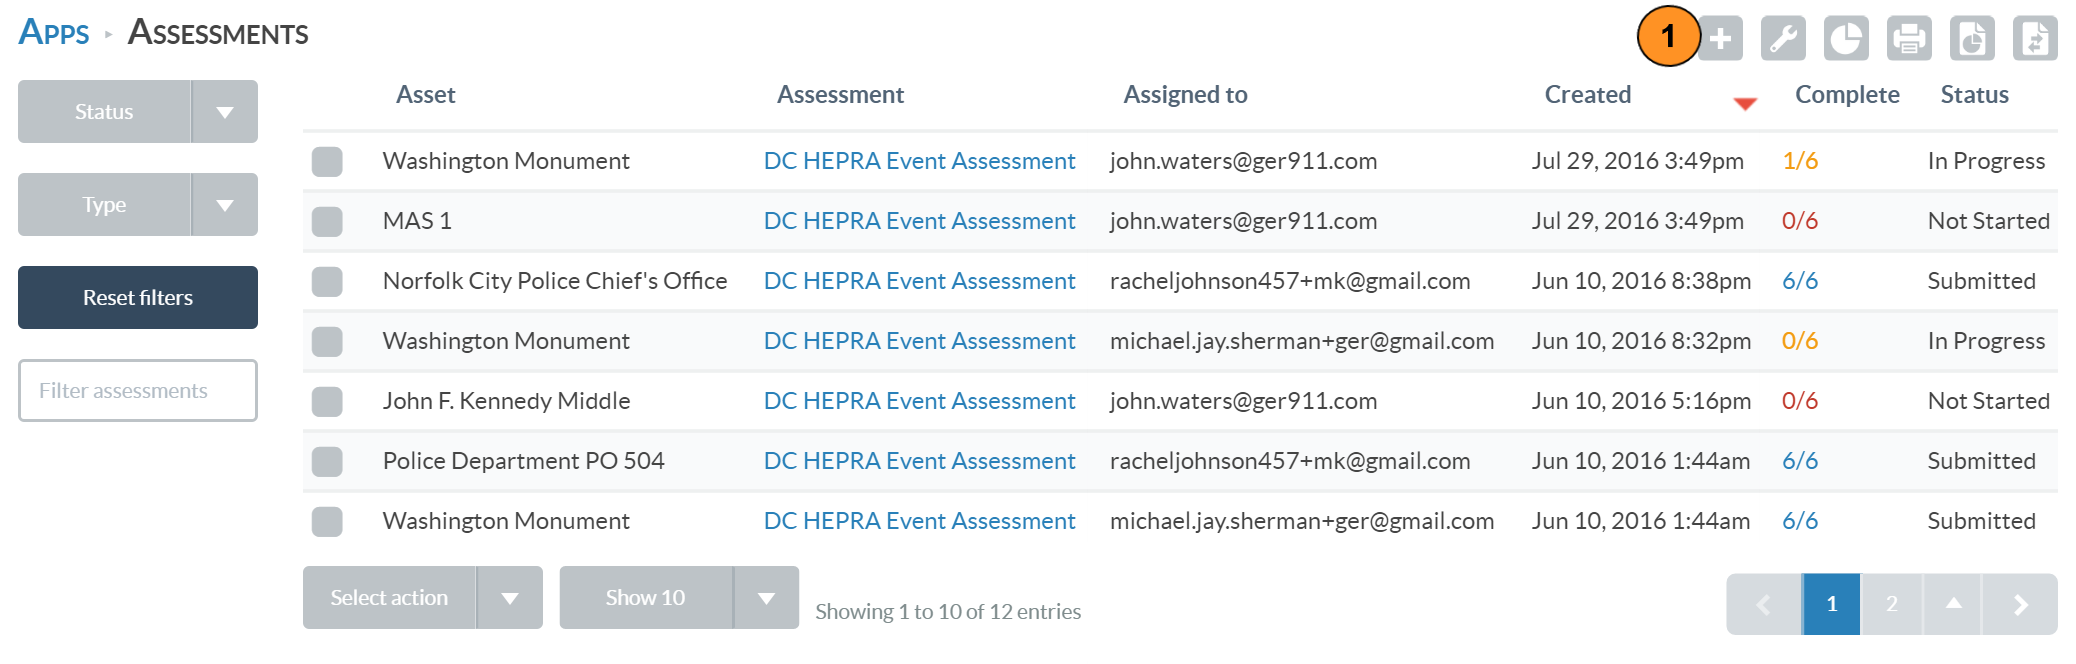 Apps ▸ Assessments
1
Status
Type
Reset filters
Filter assessments
Asset Assessment Assigned to Created Complete Status
Washington Monument DC HEPRA Event Assessment john.waters@ger911.com Jul 29, 2016 3:49pm 1/6 In Progress
MAS 1 DC HEPRA Event Assessment john.waters@ger911.com Jul 29, 2016 3:49pm 0/6 Not Started
Norfolk City Police Chief's Office DC HEPRA Event Assessment racheljohnson457+mk@gmail.com Jun 10, 2016 8:38pm 6/6 Submitted
Washington Monument DC HEPRA Event Assessment michael.jay.sherman+ger@gmail.com Jun 10, 2016 8:32pm 0/6 In Progress
John F. Kennedy Middle DC HEPRA Event Assessment john.waters@ger911.com Jun 10, 2016 5:16pm 0/6 Not Started
Police Department PO 504 DC HEPRA Event Assessment racheljohnson457+mk@gmail.com Jun 10, 2016 1:44am 6/6 Submitted
Washington Monument DC HEPRA Event Assessment michael.jay.sherman+ger@gmail.com Jun 10, 2016 1:44am 6/6 Submitted
Select action Show 10 Showing 1 to 10 of 12 entries 1 2